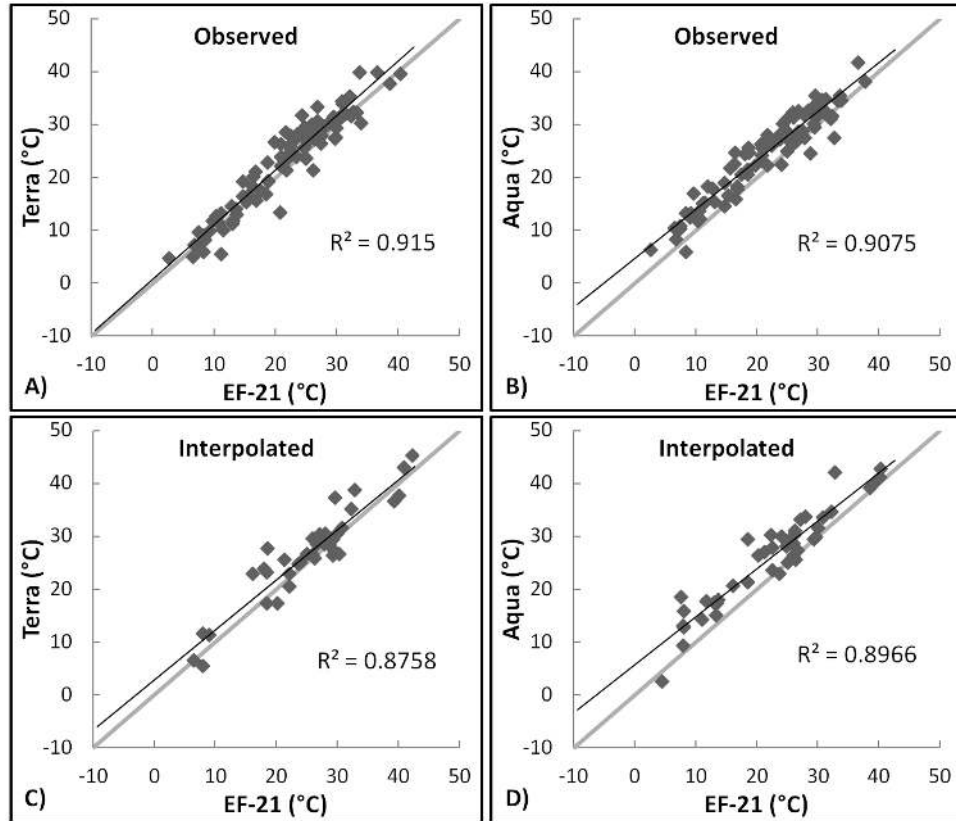 Observed
50
40
30
20
10
0
-10
Terra (°C)
R² = 0.915
-10 0 10 20 30 40 50
A) EF-21 (°C)
Observed
50
40
30
20
10
0
-10
Aqua (°C)
R² = 0.9075
-10 0 10 20 30 40 50
B) EF-21 (°C)
Interpolated
50
40
30
20
10
0
-10
Terra (°C)
R² = 0.8758
-10 0 10 20 30 40 50
C) EF-21 (°C)
Interpolated
50
40
30
20
10
0
-10
Aqua (°C)
R² = 0.8966
-10 0 10 20 30 40 50
D) EF-21 (°C)